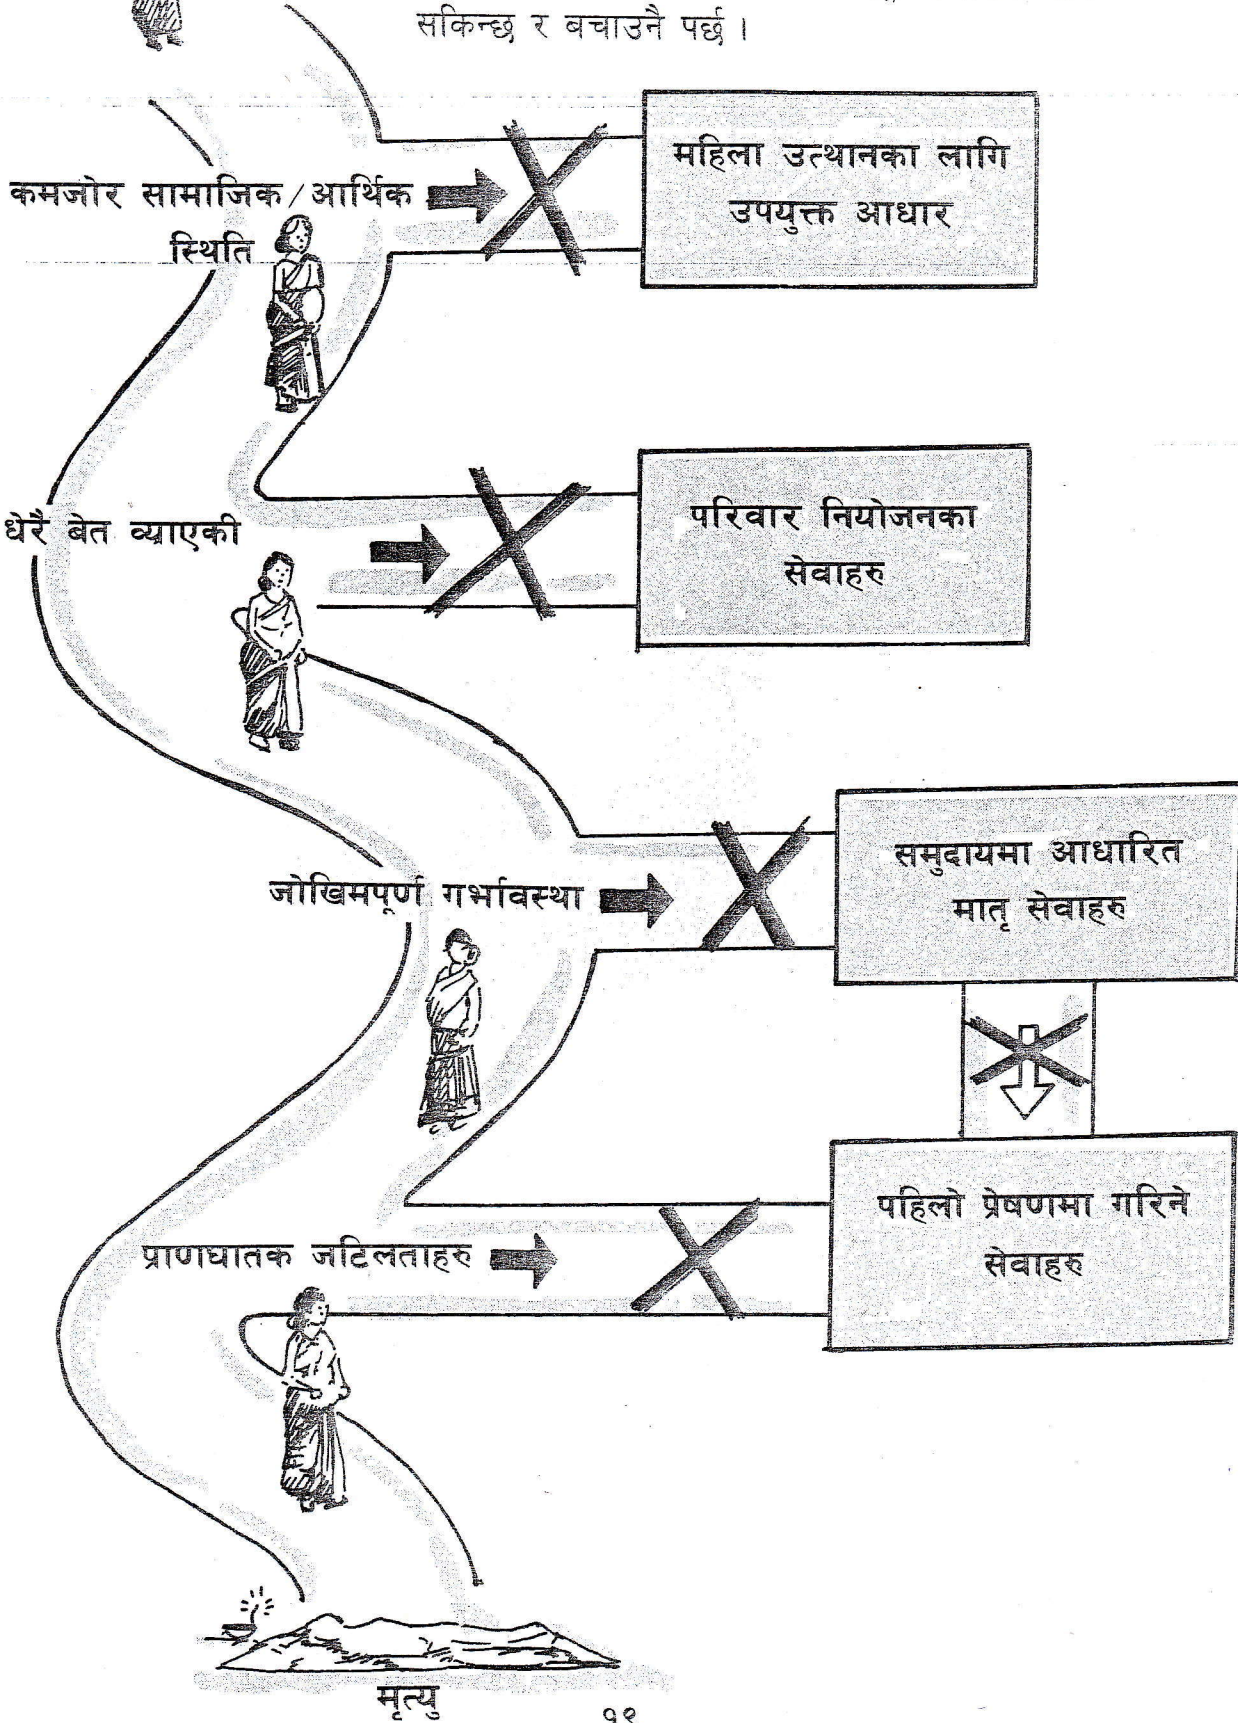 सकिन्छ र बचाउनै पर्छ ।
महिला उत्थानका लागि
उपयुक्त आधार
कमजोर सामाजिक/आर्थिक
स्थिति
परिवार नियोजनका
सेवाहरु
धेरै बेत ब्याएकी
समुदायमा आधारित
मातृ सेवाहरु
जोखिमपूर्ण गर्भावस्था
पहिलो प्रेषणमा गरिने
सेवाहरु
प्राणघातक जटिलताहरु
मृत्यु